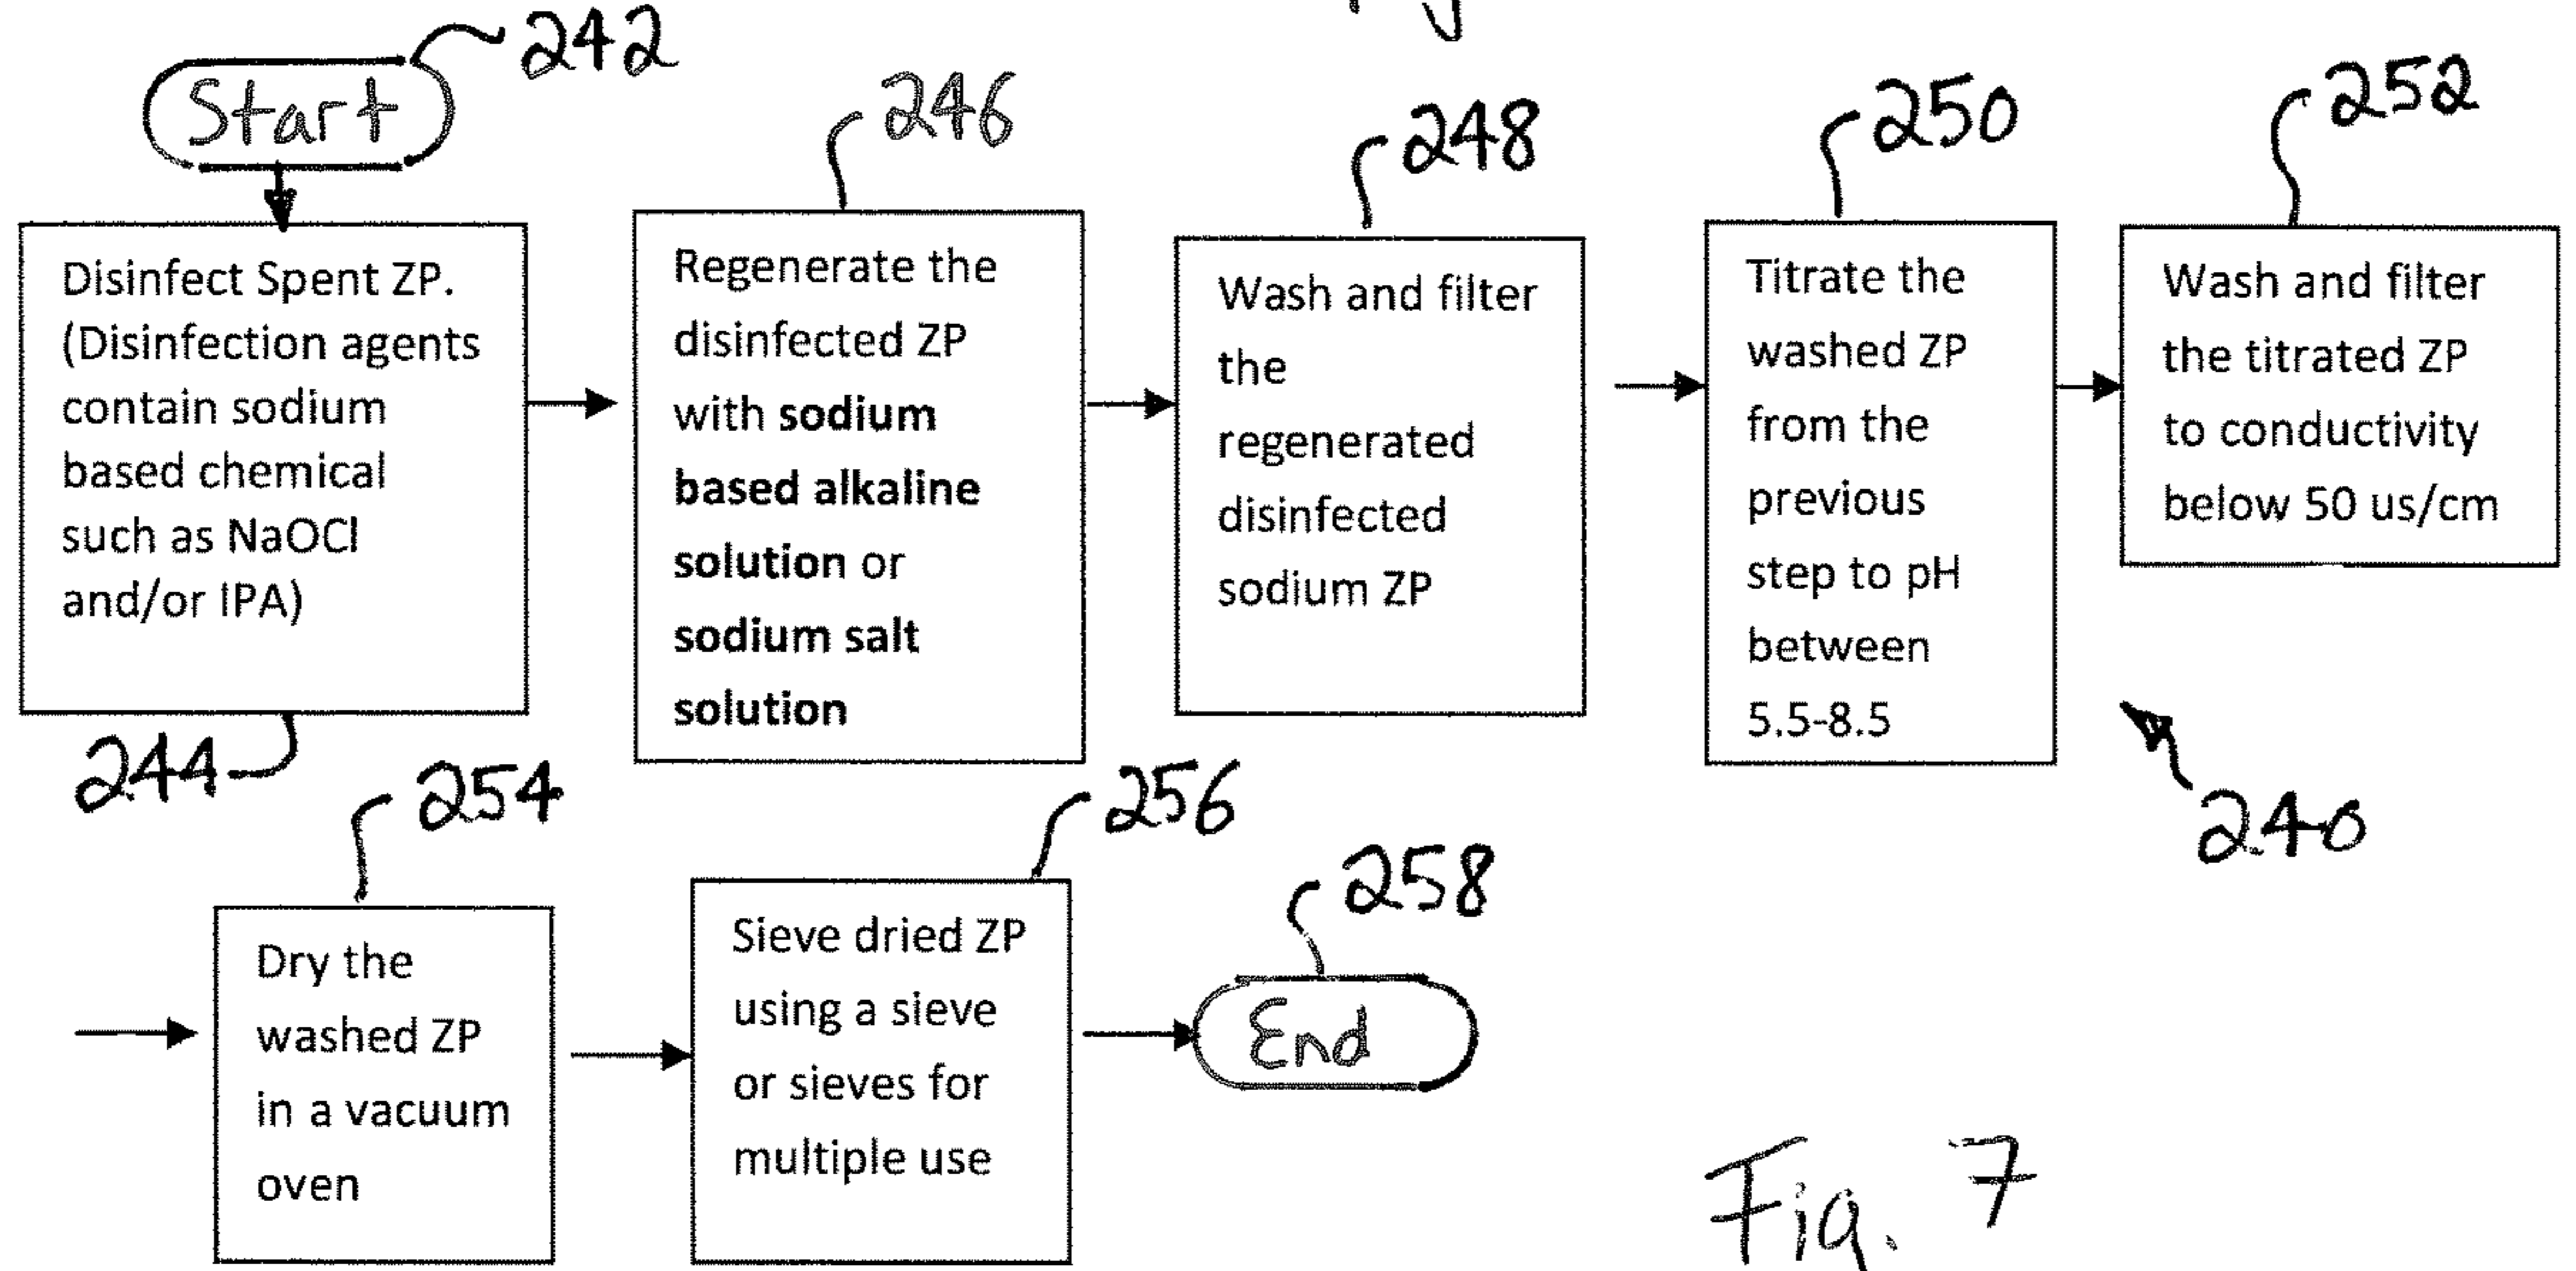 242
Start
246
248
250
252
Disinfect Spent ZP.
(Disinfection agents
contain sodium
based chemical
such as NaOCl
and/or IPA)
244
Regenerate the
disinfected ZP
with sodium
based alkaline
solution or
sodium salt
solution
Wash and filter
the
regenerated
disinfected
sodium ZP
Titrate the
washed ZP
from the
previous
step to pH
between
5.5-8.5
Wash and filter
the titrated ZP
to conductivity
below 50 us/cm
240
254
Dry the
washed ZP
in a vacuum
oven
256
Sieve dried ZP
using a sieve
or sieves for
multiple use
258
End
Fig. 7